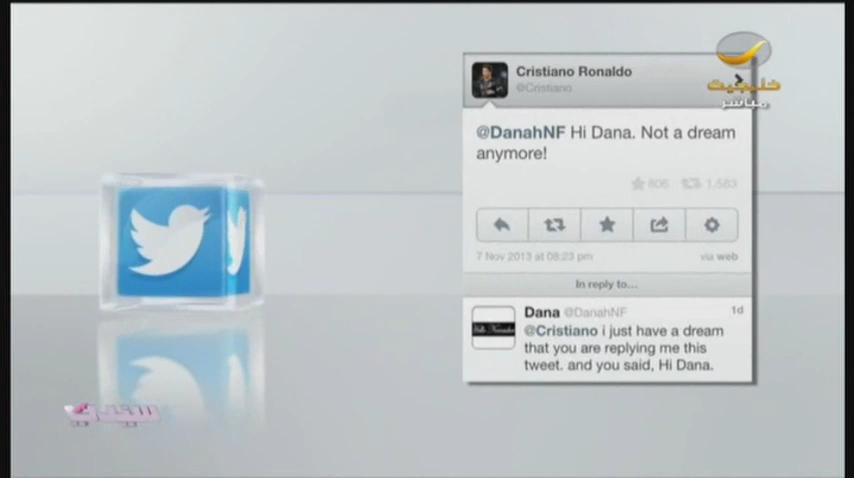 خليجية
مباشر
Cristiano Ronaldo
@Cristiano
@DanahNF Hi Dana. Not a dream
anymore!
806 1,563
7 Nov 2013 at 08:23 pm via web
In reply to...
Dana @DanahNF 1d
@Cristiano i just have a dream
that you are replying me this
tweet. and you said, Hi Dana.
سيدتي